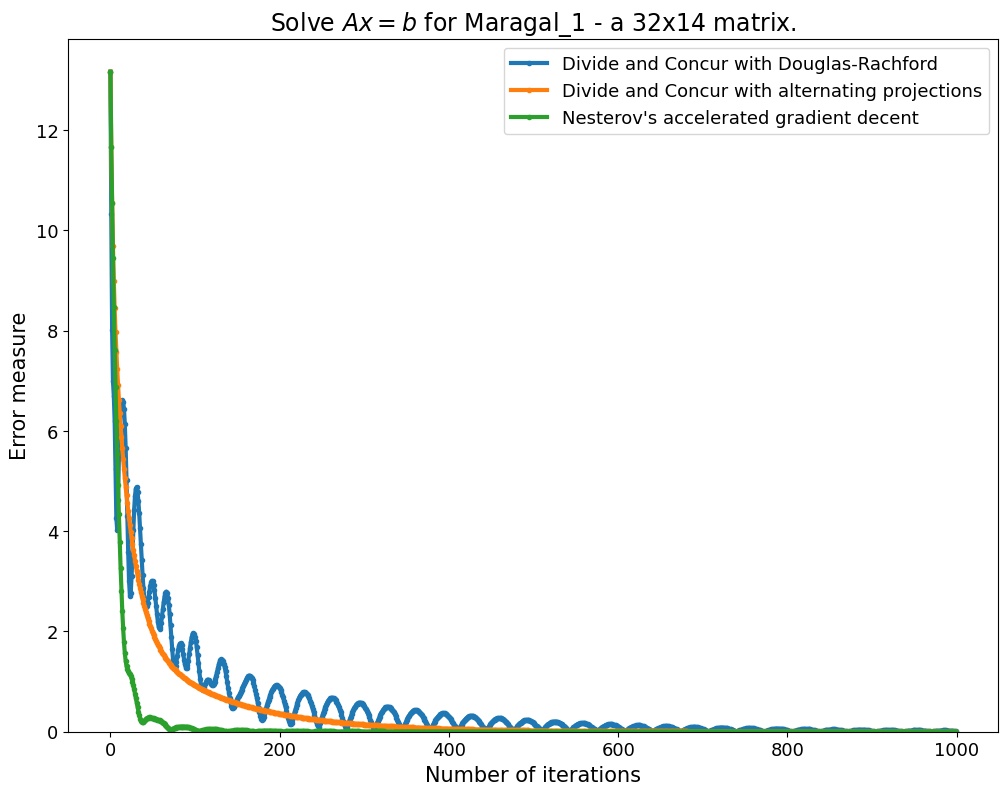 Solve Ax = b for Maragal_1 - a 32x14 matrix.
Divide and Concur with Douglas-Rachford
Divide and Concur with alternating projections
Nesterov's accelerated gradient decent
Error measure
12
10
8
6
4
2
0
0 200 400 600 800 1000
Number of iterations